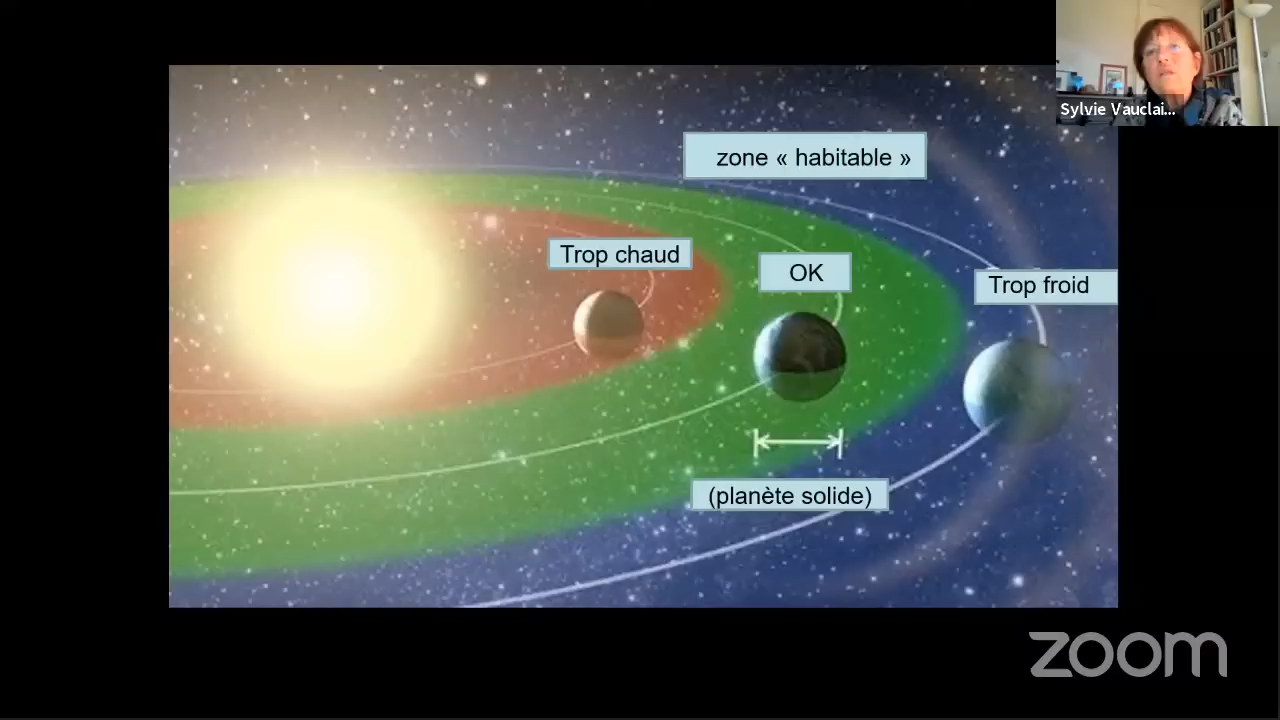 Sylvie Vauclai...
zone « habitable »
Trop chaud
OK
Trop froid
(planète solide)
zoom